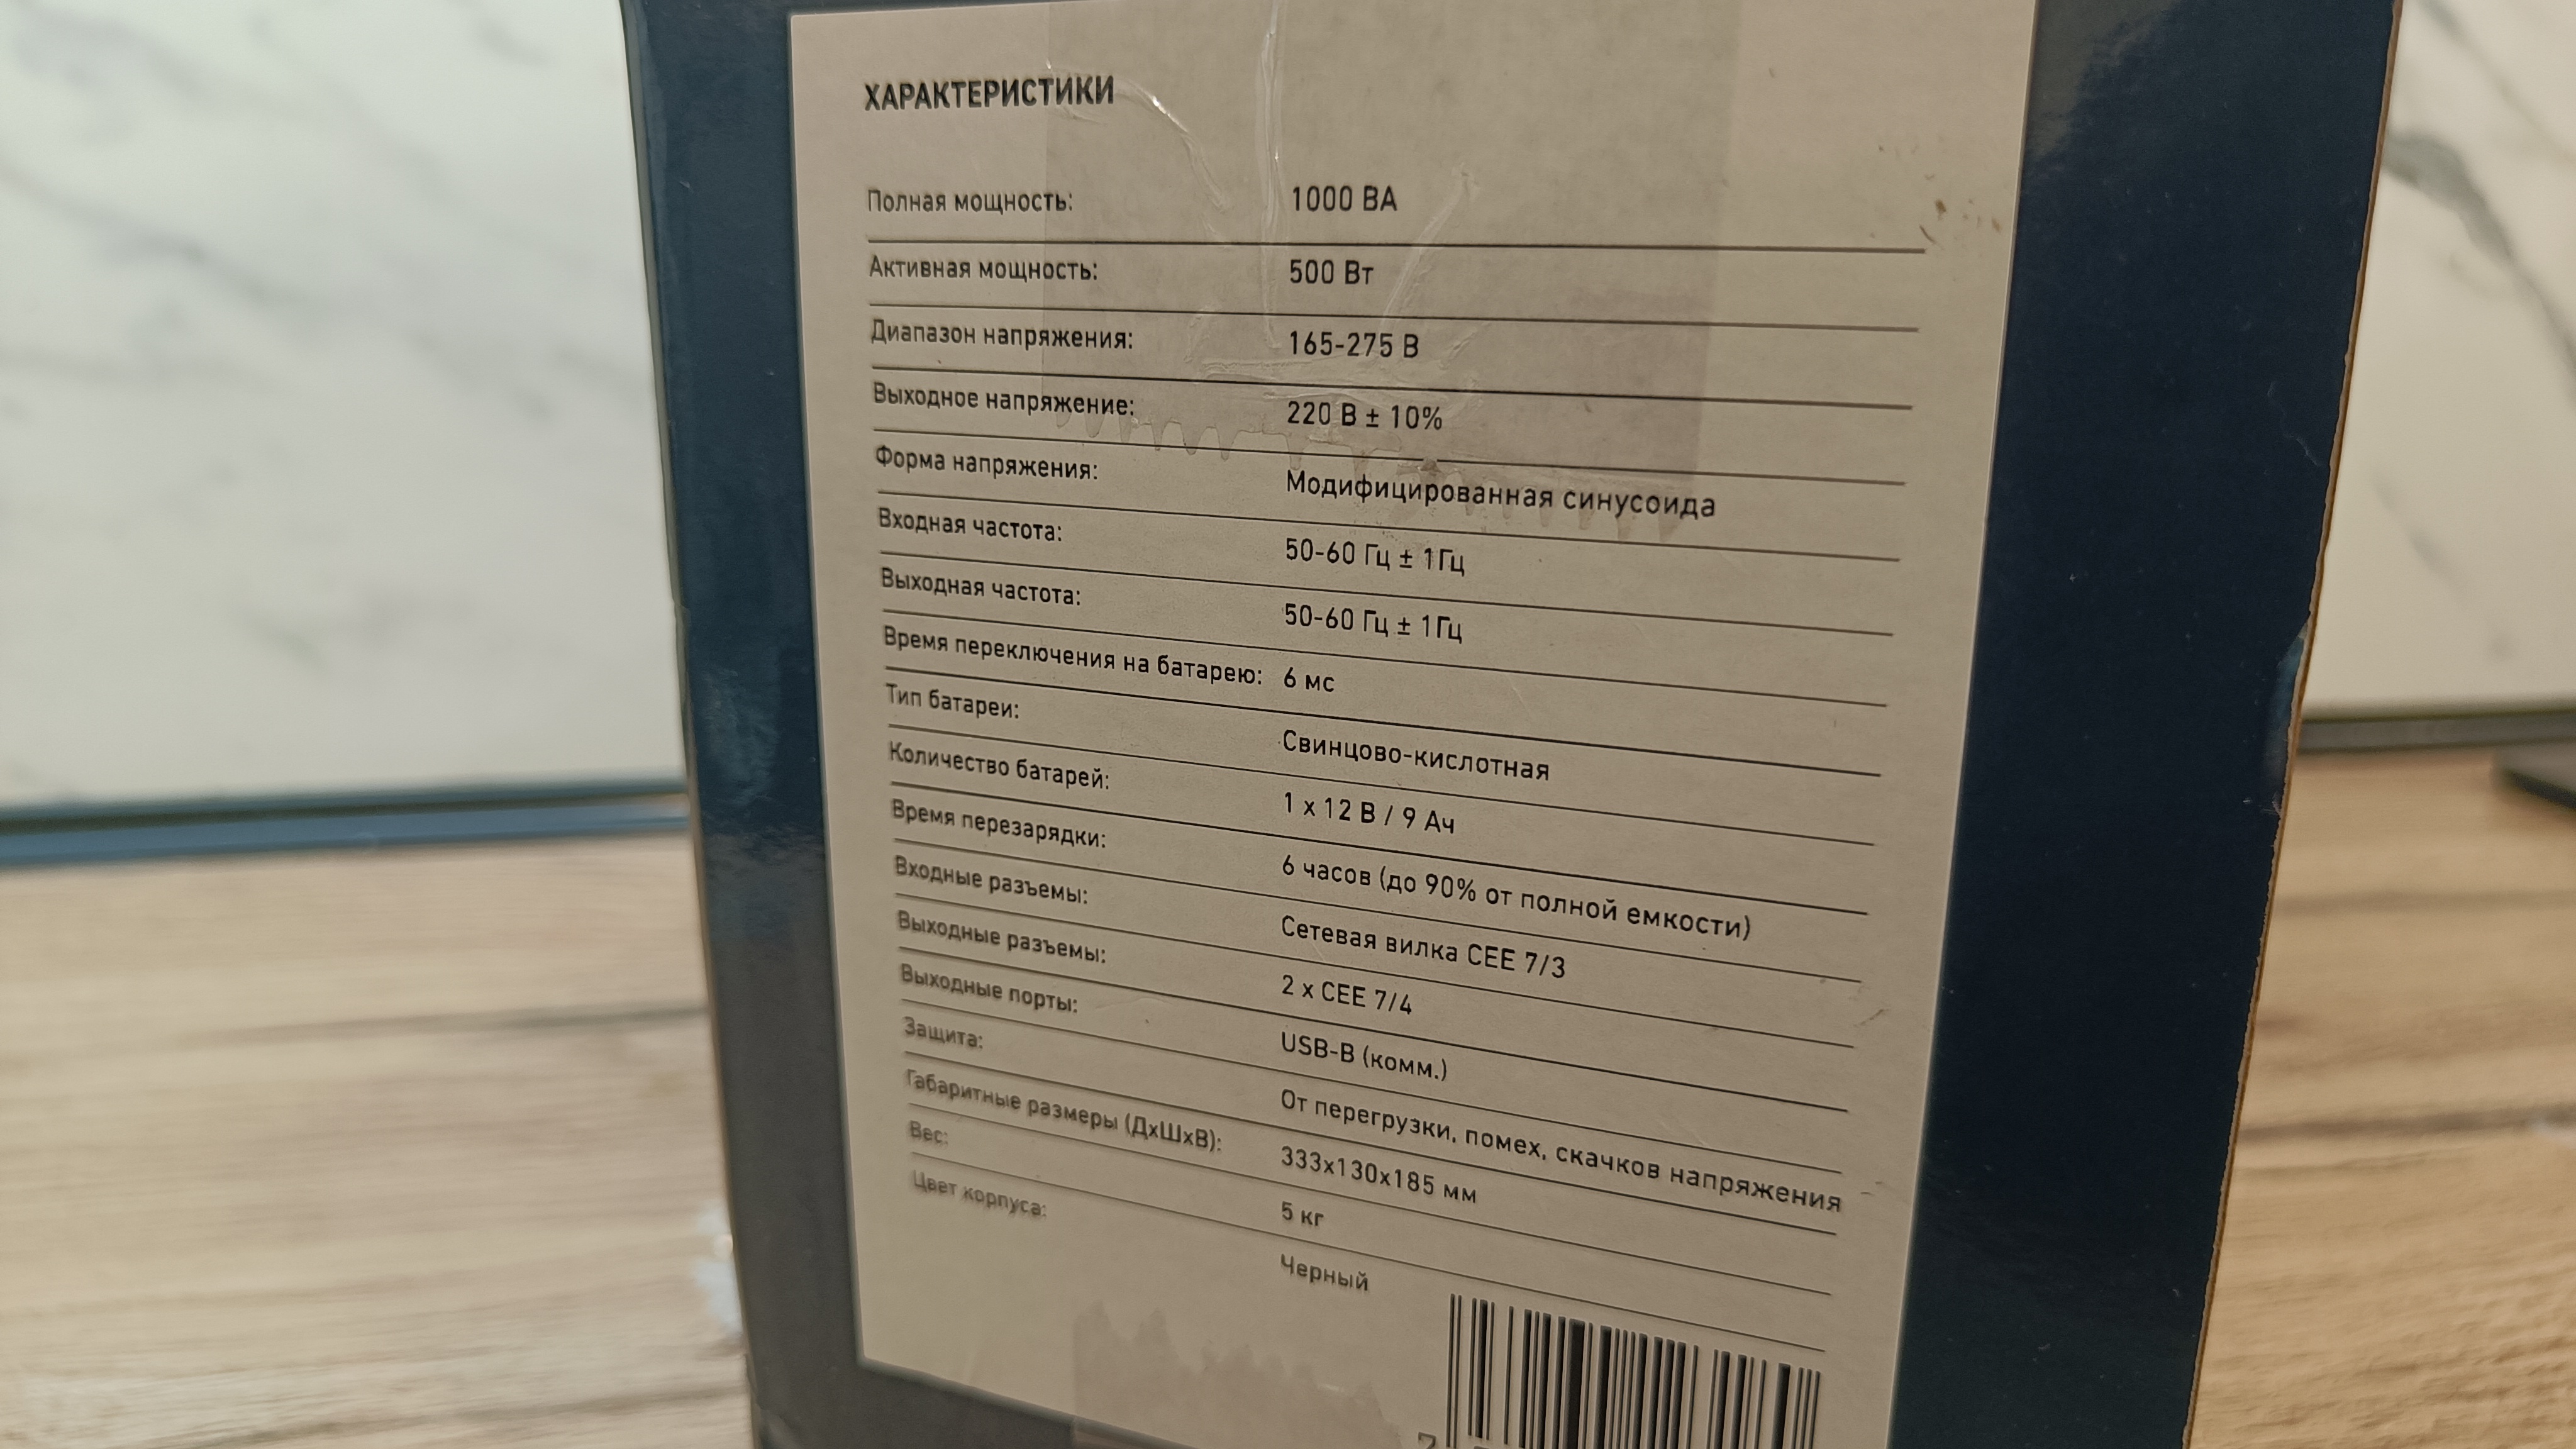 ХАРАКТЕРИСТИКИ
Полная мощность: 1000 ВА
Активная мощность: 500 Вт
Диапазон напряжения: 165-275 В
Выходное напряжение: 220 В ± 10%
Форма напряжения: Модифицированная синусоида
Входная частота: 50-60 Гц ± 1Гц
Выходная частота: 50-60 Гц ± 1Гц
Время переключения на батарею: 6 мс
Тип батареи: Свинцово-кислотная
Количество батарей: 1 x 12 В / 9 Ач
Время перезарядки: 6 часов (до 90% от полной емкости)
Входные разъемы: Сетевая вилка CEE 7/3
Выходные разъемы: 2 x CEE 7/4
Выходные порты: USB-B (комм.)
Защита: От перегрузки, помех, скачков напряжения
Габаритные размеры (ДхШхВ): 333x130x185 мм
Вес: 5 кг
Цвет корпуса: Черный